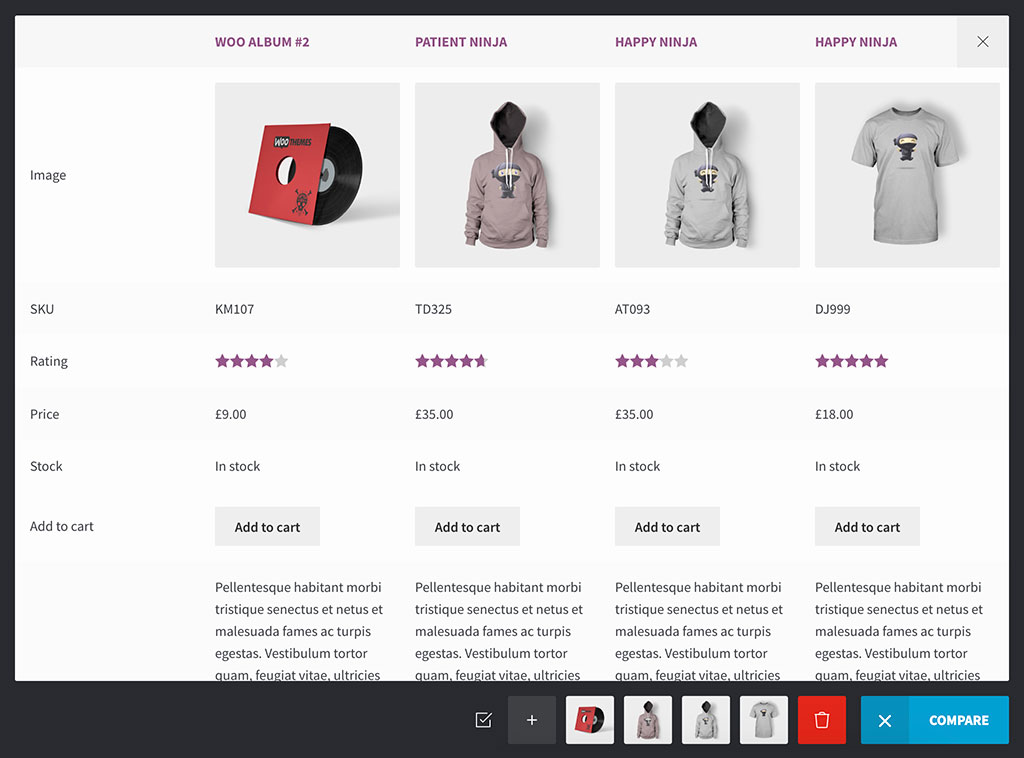 WOO ALBUM #2 PATIENT NINJA HAPPY NINJA HAPPY NINJA
WOO THEMES
Image
SKU KM107 TD325 AT093 DJ999
Rating
Price £9.00 £35.00 £35.00 £18.00
Stock In stock In stock In stock In stock
Add to cart Add to cart Add to cart Add to cart Add to cart
Pellentesque habitant morbi Pellentesque habitant morbi Pellentesque habitant morbi Pellentesque habitant morbi
tristique senectus et netus et tristique senectus et netus et tristique senectus et netus et tristique senectus et netus et
malesuada fames ac turpis malesuada fames ac turpis malesuada fames ac turpis malesuada fames ac turpis
egestas. Vestibulum tortor egestas. Vestibulum tortor egestas. Vestibulum tortor egestas. Vestibulum tortor
quam, feugiat vitae, ultricies quam, feugiat vitae, ultricies quam, feugiat vitae, ultricies quam, feugiat vitae, ultricies
COMPARE